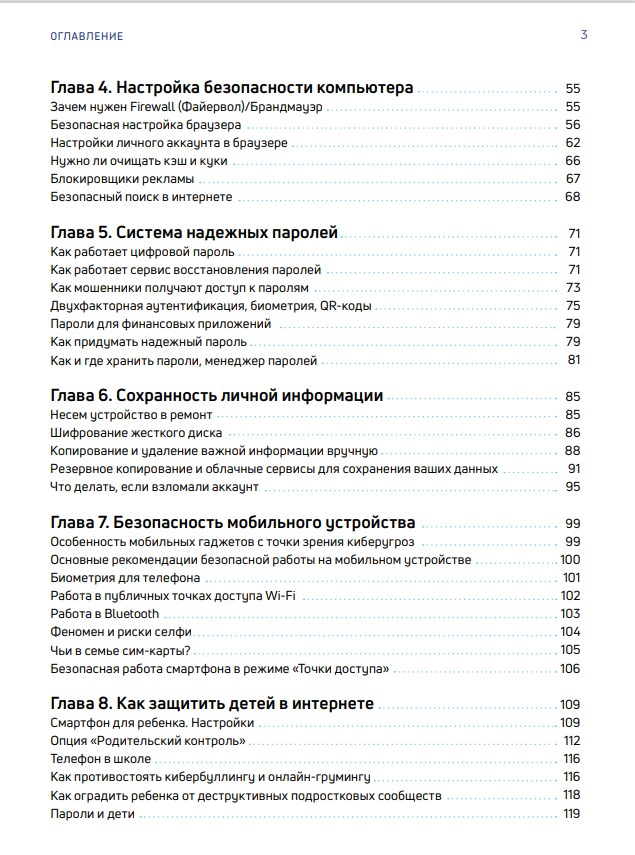 ОГЛАВЛЕНИЕ 3
Глава 4. Настройка безопасности компьютера 55
Зачем нужен Firewall (Файервол)/Брандмауэр 55
Безопасная настройка браузера 56
Настройки личного аккаунта в браузере 62
Нужно ли очищать кэш и куки 66
Блокировщики рекламы 67
Безопасный поиск в интернете 68
Глава 5. Система надежных паролей 71
Как работает цифровой пароль 71
Как работает сервис восстановления паролей 71
Как мошенники получают доступ к паролям 73
Двухфакторная аутентификация, биометрия, QR-коды 75
Пароли для финансовых приложений 79
Как придумать надежный пароль 79
Как и где хранить пароли, менеджер паролей 81
Глава 6. Сохранность личной информации 85
Несем устройство в ремонт 85
Шифрование жесткого диска 86
Копирование и удаление важной информации вручную 88
Резервное копирование и облачные сервисы для сохранения ваших данных 91
Что делать, если взломали аккаунт 95
Глава 7. Безопасность мобильного устройства 99
Особенность мобильных гаджетов с точки зрения киберугроз 99
Основные рекомендации безопасной работы на мобильном устройстве 100
Биометрия для телефона 101
Работа в публичных точках доступа Wi-Fi 102
Работа в Bluetooth 103
Феномен и риски селфи 104
Чьи в семье сим-карты? 105
Безопасная работа смартфона в режиме «Точки доступа» 106
Глава 8. Как защитить детей в интернете 109
Смартфон для ребенка. Настройки 109
Опция «Родительский контроль» 112
Телефон в школе 116
Как противостоять кибербуллингу и онлайн-грумингу 116
Как оградить ребенка от деструктивных подростковых сообществ 118
Пароли и дети 119